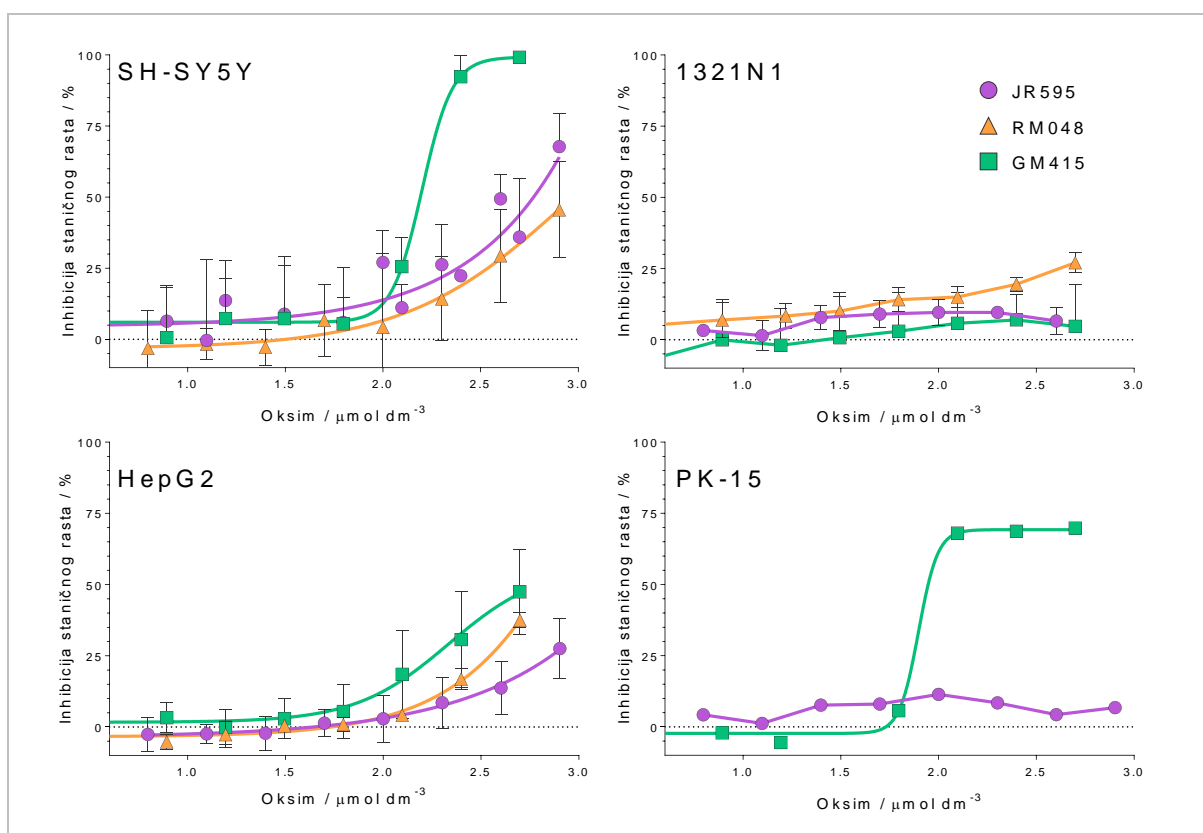 SH-SY5Y
Inhibicija staničnog rasta / %
100
75
50
25
0
1.0 1.5 2.0 2.5 3.0
Oksim / μmol dm⁻³
1321N1
JR595
RM048
GM415
Inhibicija staničnog rasta / %
100
75
50
25
0
1.0 1.5 2.0 2.5 3.0
Oksim / μmol dm⁻³
HepG2
Inhibicija staničnog rasta / %
100
75
50
25
0
1.0 1.5 2.0 2.5 3.0
Oksim / μmol dm⁻³
PK-15
Inhibicija staničnog rasta / %
100
75
50
25
0
1.0 1.5 2.0 2.5 3.0
Oksim / μmol dm⁻³